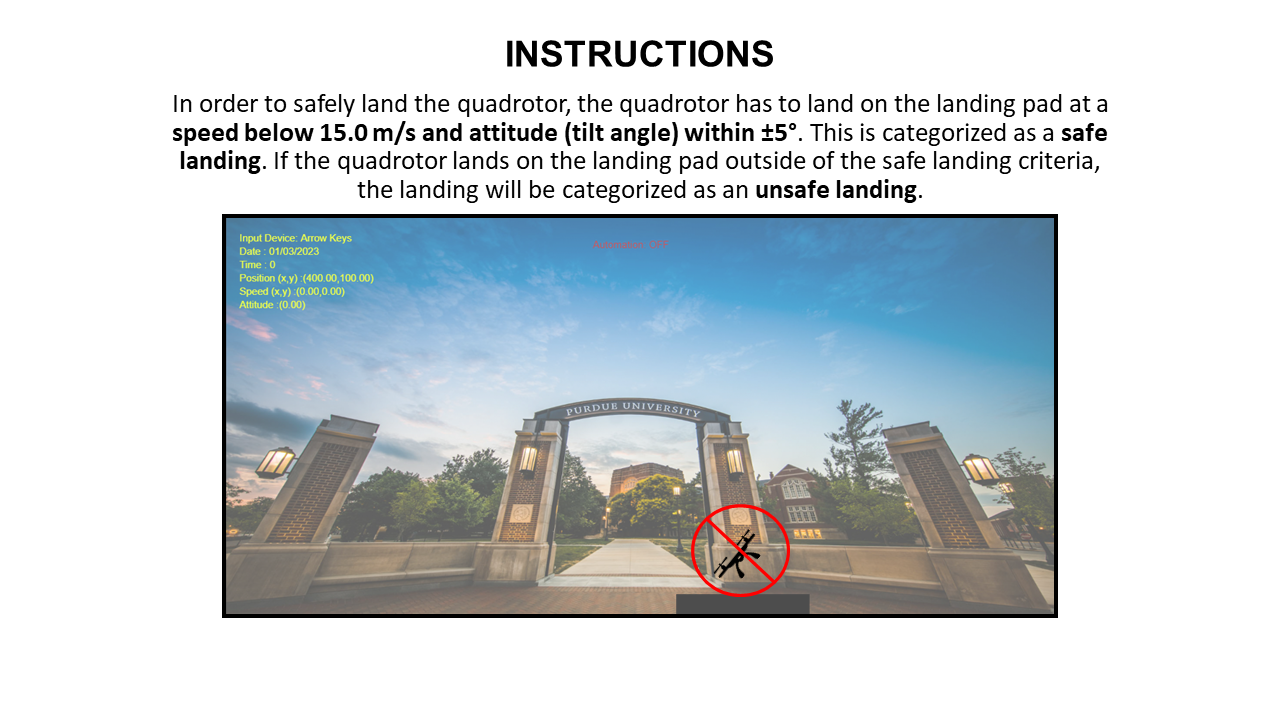 INSTRUCTIONS
In order to safely land the quadrotor, the quadrotor has to land on the landing pad at a
speed below 15.0 m/s and attitude (tilt angle) within ±5°. This is categorized as a safe
landing. If the quadrotor lands on the landing pad outside of the safe landing criteria,
the landing will be categorized as an unsafe landing.
Input Device: Arrow Keys
Date : 01/03/2023
Time : 0
Position (x,y) :(400.00,100.00)
Speed (x,y) :(0.00,0.00)
Attitude :(0.00)
Automation: OFF
PURDUE UNIVERSITY